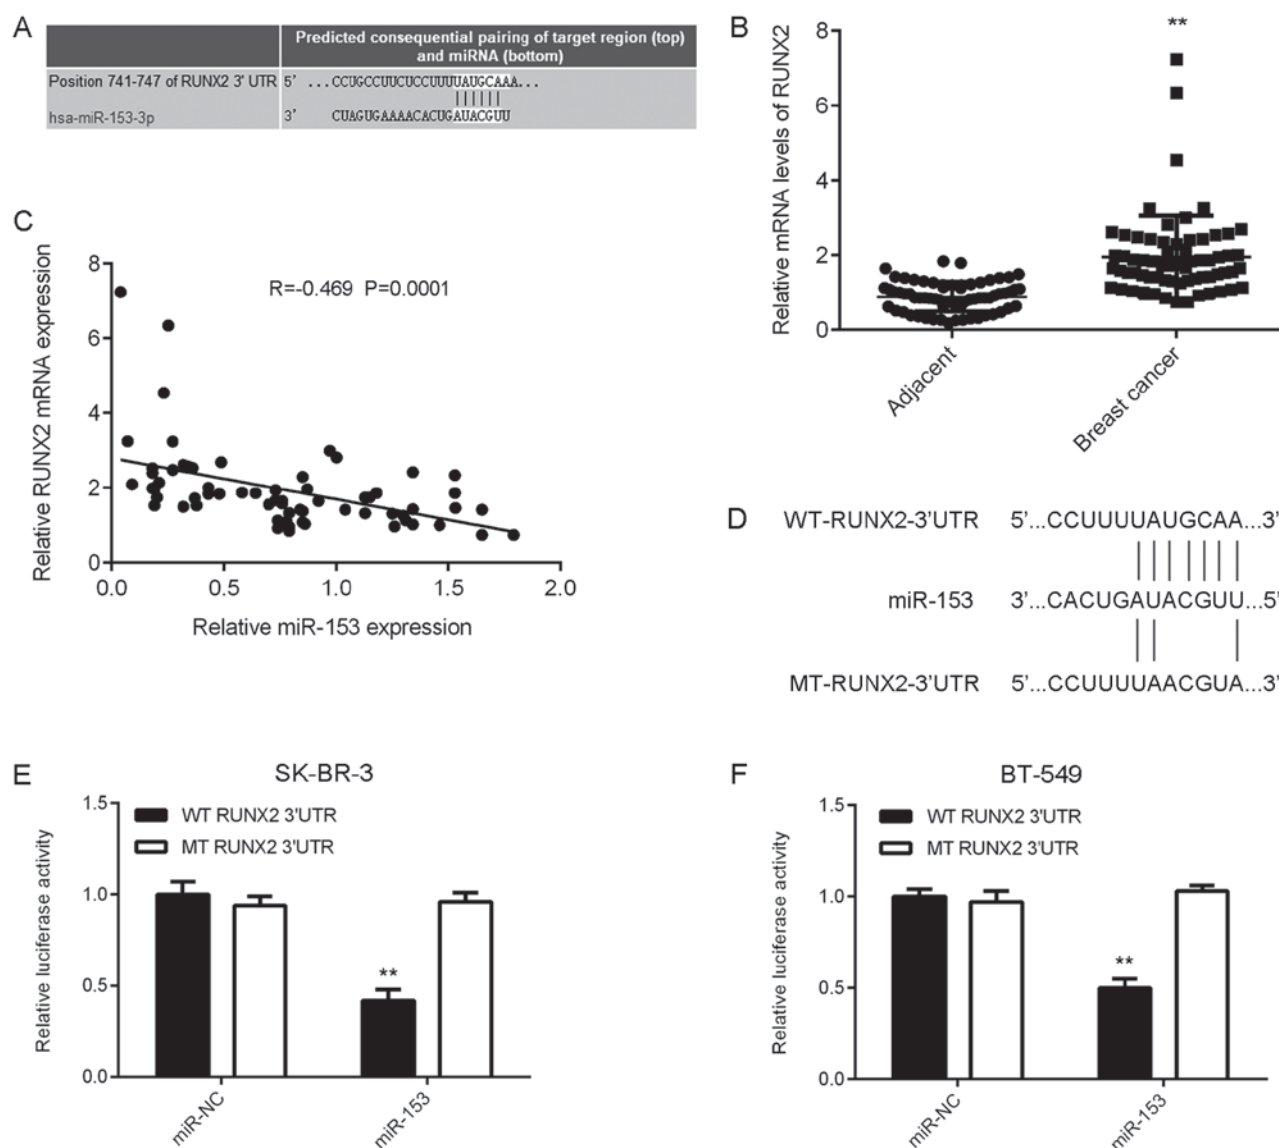 A
Predicted consequential pairing of target region (top)
and miRNA (bottom)
Position 741-747 of RUNX2 3' UTR 5' ...CCUGCCUUCUCCUUUUAUGCAAA...
hsa-miR-153-3p 3' CUAGUGAAAACACUGAUACGUU
B
**
Relative mRNA levels of RUNX2
8
6
4
2
0
Adjacent
Breast cancer
C
Relative RUNX2 mRNA expression
8
6
4
2
0
R=-0.469 P=0.0001
0.0 0.5 1.0 1.5 2.0
Relative miR-153 expression
D
WT-RUNX2-3'UTR 5'...CCUUUUAUGCAA...3'
miR-153 3'...CACUGAUACGUU...5'
MT-RUNX2-3'UTR 5'...CCUUUUAACGUA...3'
E
SK-BR-3
Relative luciferase activity
1.5
1.0
0.5
0.0
WT RUNX2 3'UTR
MT RUNX2 3'UTR
**
miR-NC
miR-153
F
BT-549
Relative luciferase activity
1.5
1.0
0.5
0.0
WT RUNX2 3'UTR
MT RUNX2 3'UTR
**
miR-NC
miR-153